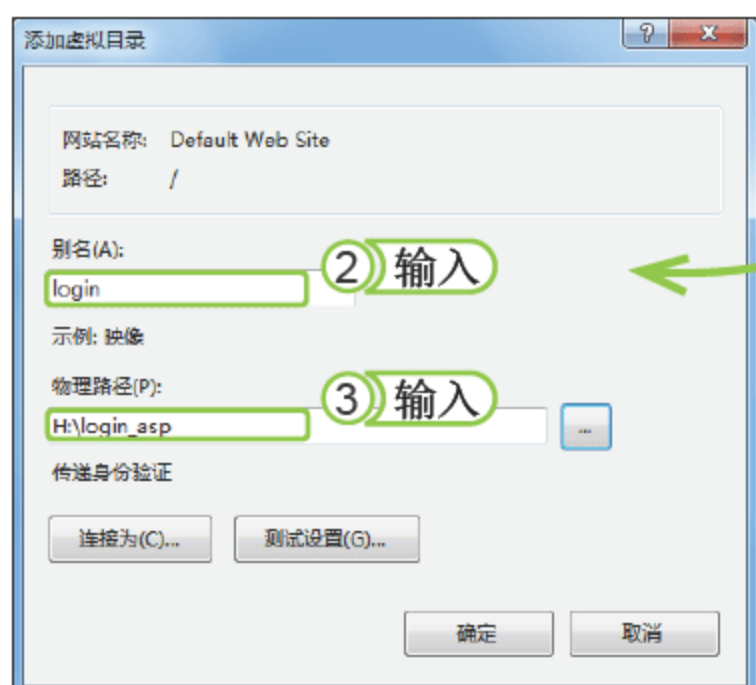 添加虚拟目录
网站名称: Default Web Site
路径: /
别名(A):
② 输入
login
示例: 映像
物理路径(P):
③ 输入
H:\login_asp
...
传递身份验证
连接为(C)... 测试设置(G)...
确定 取消